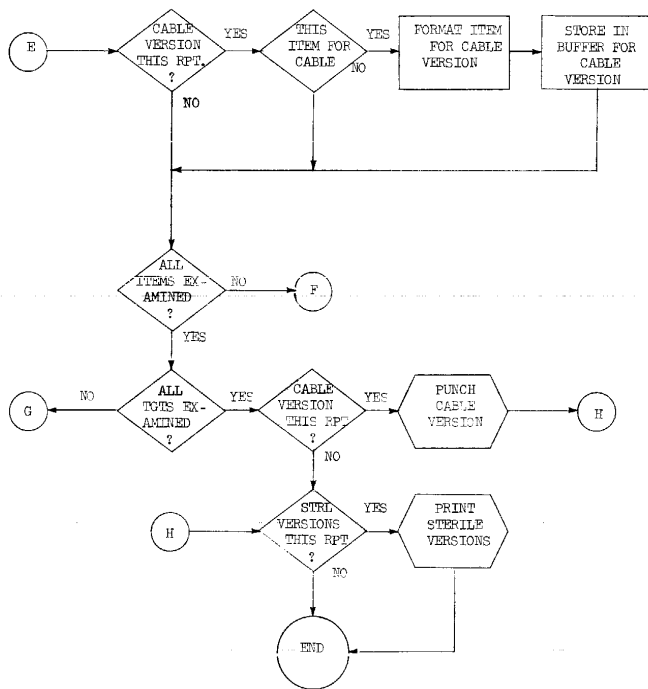 E
CABLE
VERSION
THIS RPT.
?
YES
NO
THIS
ITEM FOR
CABLE
YES
NO
FORMAT ITEM
FOR CABLE
VERSION
STORE IN
BUFFER FOR
CABLE
VERSION
ALL
ITEMS EX-
AMINED
?
NO
F
YES
G
NO
ALL
TGTS EX-
AMINED
?
YES
CABLE
VERSION
THIS RPT
?
YES
NO
PUNCH
CABLE
VERSION
H
H
STRL
VERSIONS
THIS RPT
?
YES
NO
PRINT
STERILE
VERSIONS
END